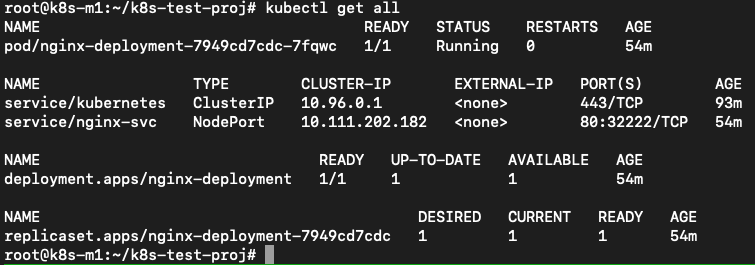 root@k8s-m1:~/k8s-test-proj# kubectl get all
NAME READY STATUS RESTARTS AGE
pod/nginx-deployment-7949cd7cdc-7fqwc 1/1 Running 0 54m
NAME TYPE CLUSTER-IP EXTERNAL-IP PORT(S) AGE
service/kubernetes ClusterIP 10.96.0.1 <none> 443/TCP 93m
service/nginx-svc NodePort 10.111.202.182 <none> 80:32222/TCP 54m
NAME READY UP-TO-DATE AVAILABLE AGE
deployment.apps/nginx-deployment 1/1 1 1 54m
NAME DESIRED CURRENT READY AGE
replicaset.apps/nginx-deployment-7949cd7cdc 1 1 1 54m
root@k8s-m1:~/k8s-test-proj#